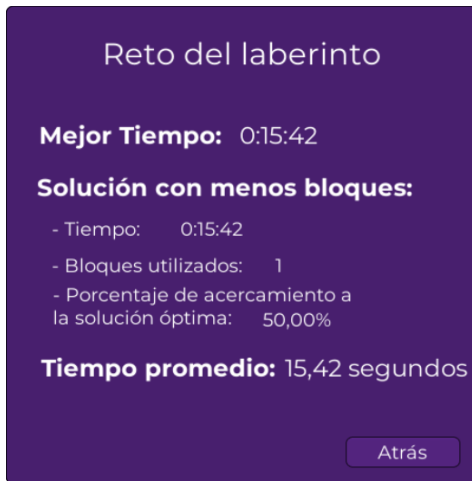 Reto del laberinto
Mejor Tiempo: 0:15:42
Solución con menos bloques:
- Tiempo: 0:15:42
- Bloques utilizados: 1
- Porcentaje de acercamiento a
la solución óptima: 50,00%
Tiempo promedio: 15,42 segundos
Atrás